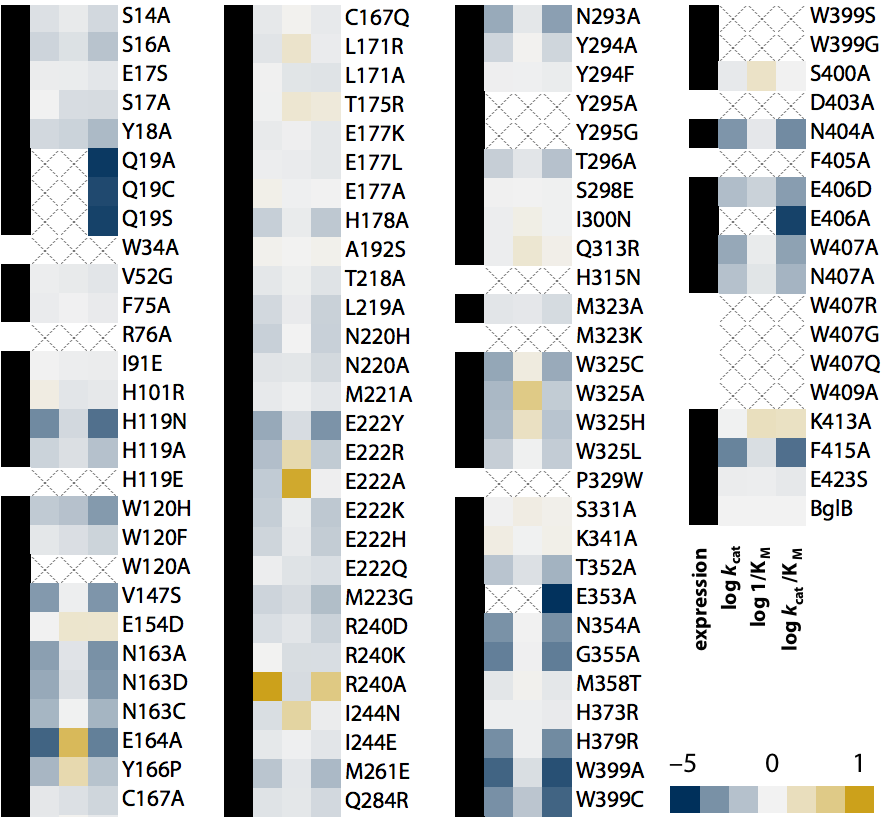 S14A
S16A
E17S
S17A
Y18A
Q19A
Q19C
Q19S
W34A
V52G
F75A
R76A
I91E
H101R
H119N
H119A
H119E
W120H
W120F
W120A
V147S
E154D
N163A
N163D
N163C
E164A
Y166P
C167A
C167Q
L171R
L171A
T175R
E177K
E177L
E177A
H178A
A192S
T218A
L219A
N220H
N220A
M221A
E222Y
E222R
E222A
E222K
E222H
E222Q
M223G
R240D
R240K
R240A
I244N
I244E
M261E
Q284R
N293A
Y294A
Y294F
Y295A
Y295G
T296A
S298E
I300N
Q313R
H315N
M323A
M323K
W325C
W325A
W325H
W325L
P329W
S331A
K341A
T352A
E353A
N354A
G355A
M358T
H373R
H379R
W399A
W399C
W399S
W399G
S400A
D403A
N404A
F405A
E406D
E406A
W407A
N407A
W407R
W407G
W407Q
W409A
K413A
F415A
E423S
BglB
expression
log kcat
log 1/KM
log kcat/KM
−5 0 1